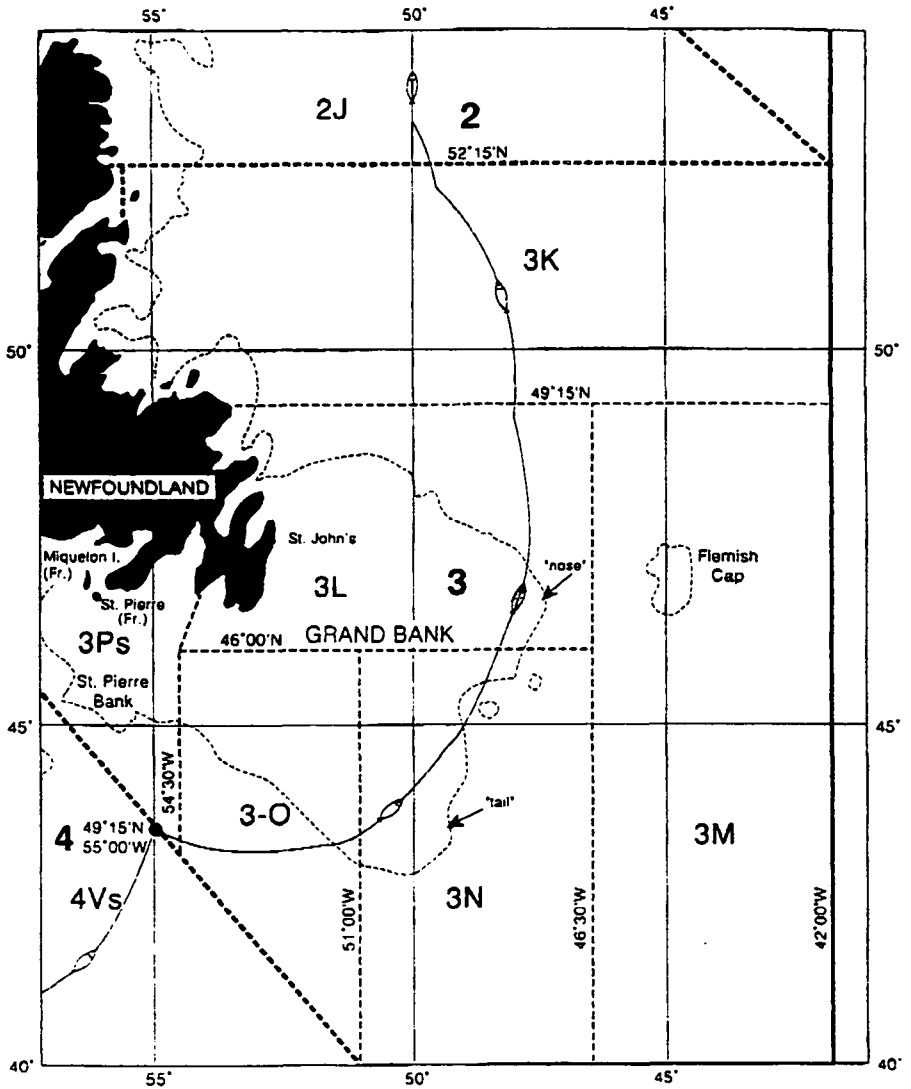 55°
50°
45°
2J
2
52°15'N
3K
50°
50°
49°15'N
NEWFOUNDLAND
St. John's
Flemish
Cap
Miquelon I.
(Fr.)
3L
3
"nose"
St. Pierre
(Fr.)
3Ps
46°00'N
GRAND BANK
St. Pierre
Bank
45°
45°
54°30'W
3-O
"tail"
4
49°15'N
55°00'W
3M
4Vs
3N
51°00'W
46°30'W
42°00'W
40°
40°
55°
50°
45°